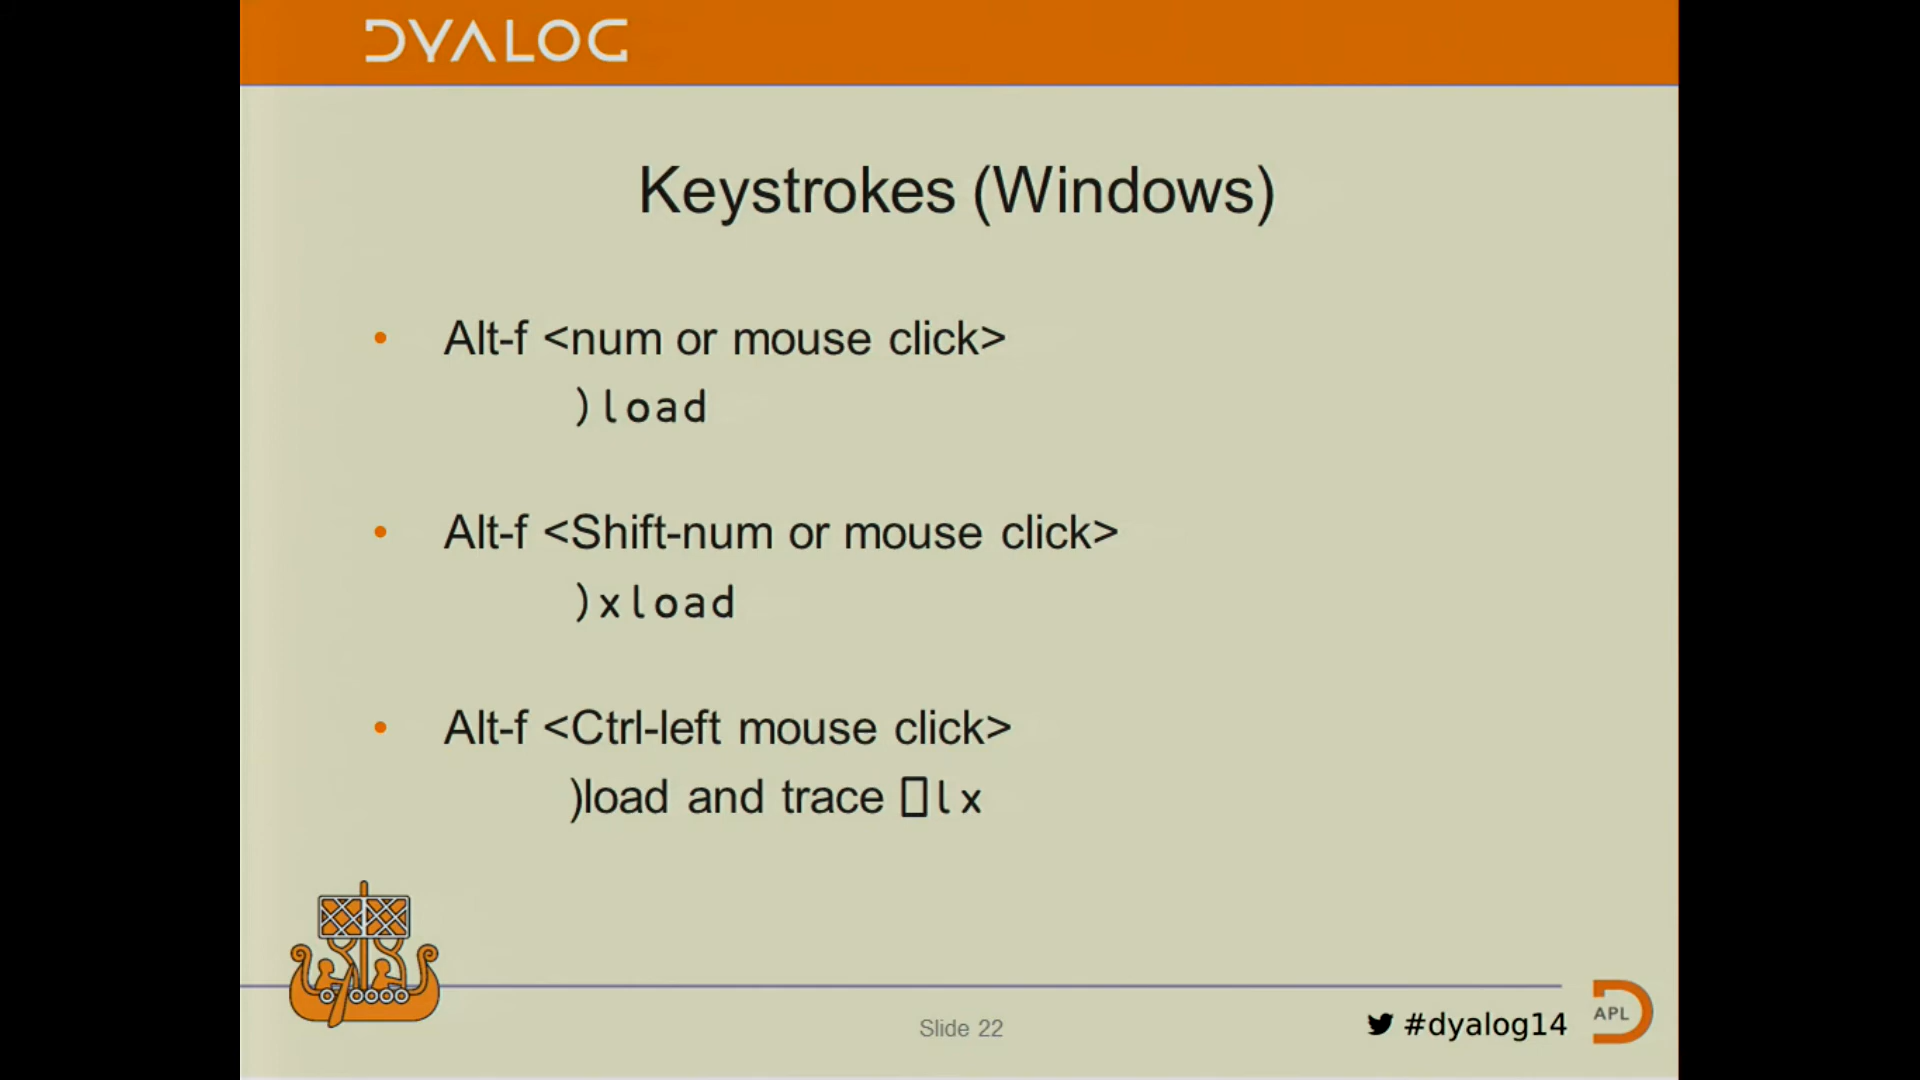 DYALOG
Keystrokes (Windows)
• Alt-f <num or mouse click>
)load
• Alt-f <Shift-num or mouse click>
)xload
• Alt-f <Ctrl-left mouse click>
)load and trace ⎕lx
Slide 22
#dyalog14
APL